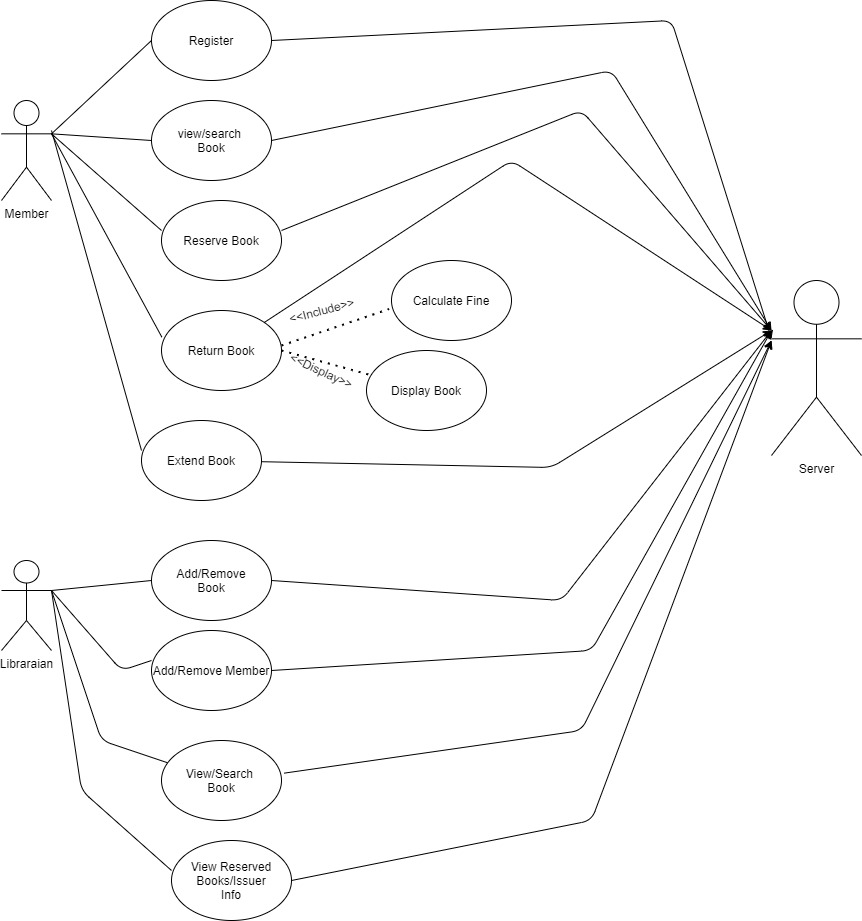 Register
view/search
Book
Member
Reserve Book
Calculate Fine
<<Include>>
Return Book
<<Display>>
Display Book
Extend Book
Server
Add/Remove
Book
Libraraian
Add/Remove Member
View/Search
Book
View Reserved
Books/Issuer
Info